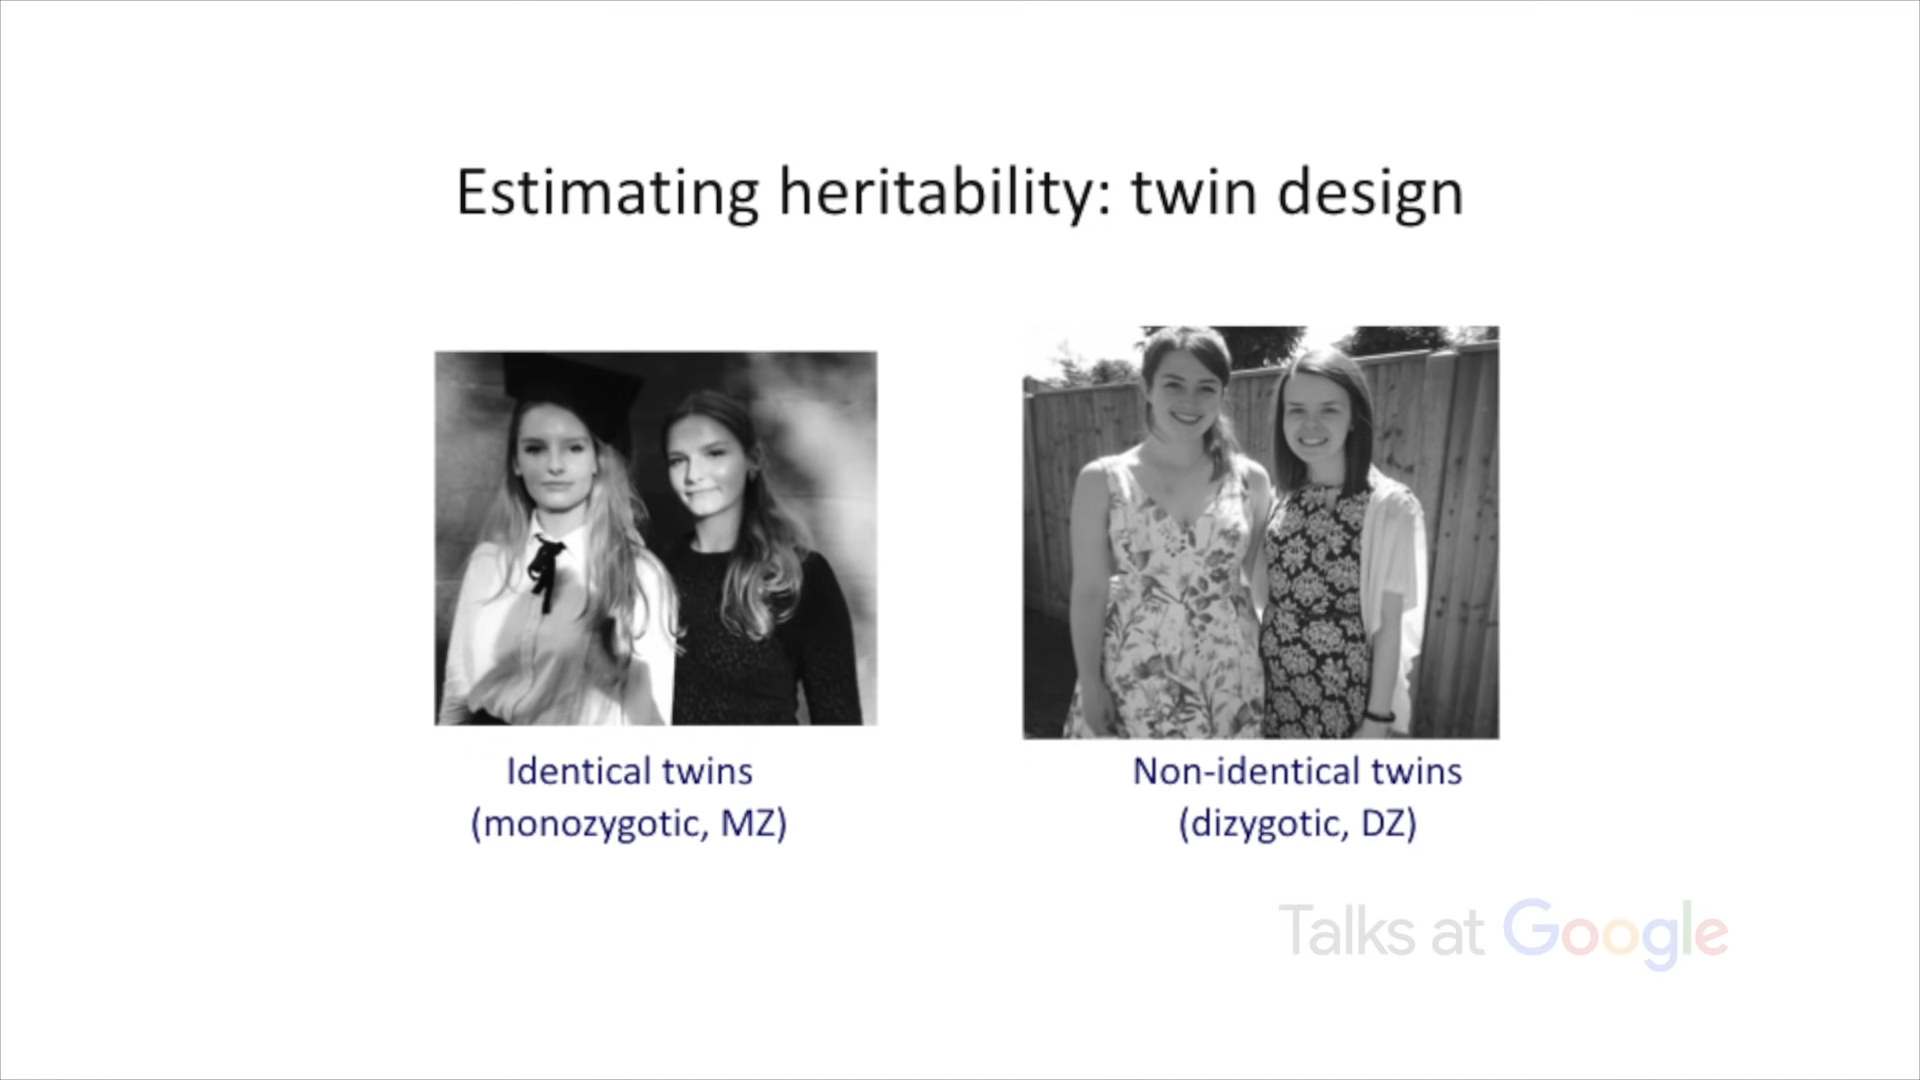 Estimating heritability: twin design
Identical twins
(monozygotic, MZ)
Non-identical twins
(dizygotic, DZ)
Talks at Google